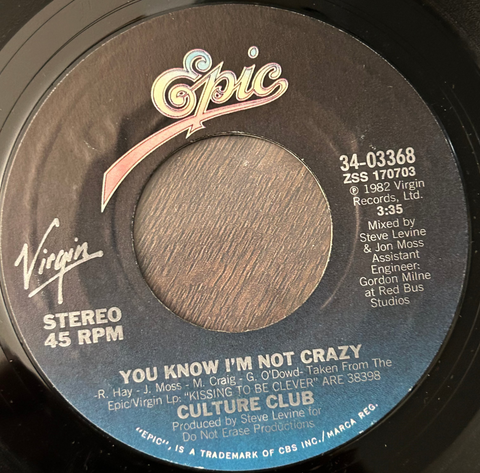 Epic
34-03368
ZSS 170703
℗ 1982 Virgin
Records, Ltd.
3:35
Mixed by
Steve Levine
& Jon Moss
Assistant
Engineer:
Gordon Milne
at Red Bus
Studios
Virgin
STEREO
45 RPM
YOU KNOW I'M NOT CRAZY
-R. Hay- J. Moss- M. Craig- G. O'Dowd- Taken From The
Epic/Virgin Lp: "KISSING TO BE CLEVER" ARE 38398
CULTURE CLUB
Produced by Steve Levine for
Do Not Erase Productions.
"EPIC", IS A TRADEMARK OF CBS INC./MARCA REG.